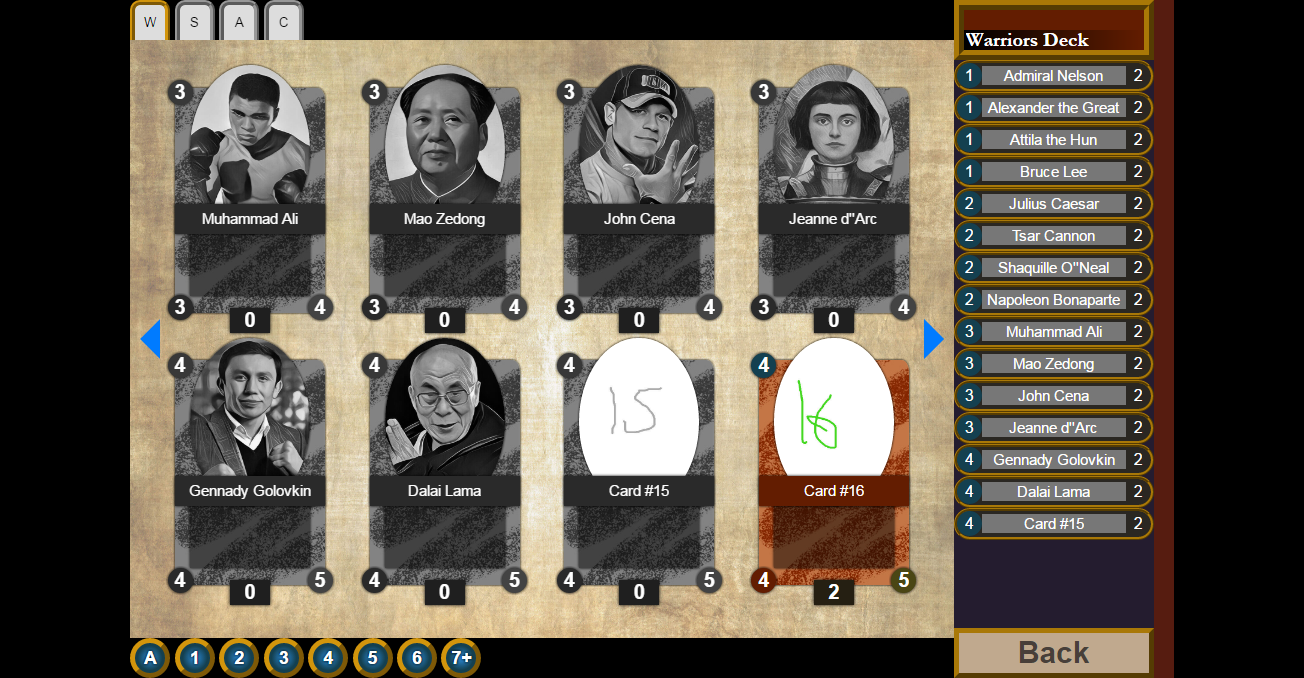 W S A C
3 3 3 3
Muhammad Ali Mao Zedong John Cena Jeanne d"Arc
3 4 3 4 3 4 3 4
0 0 0 0
4 4 4 4
15 16
Gennady Golovkin Dalai Lama Card #15 Card #16
4 5 4 5 4 5 4 5
0 0 0 2
A 1 2 3 4 5 6 7+
Warriors Deck
1 Admiral Nelson 2
1 Alexander the Great 2
1 Attila the Hun 2
1 Bruce Lee 2
2 Julius Caesar 2
2 Tsar Cannon 2
2 Shaquille O"Neal 2
2 Napoleon Bonaparte 2
3 Muhammad Ali 2
3 Mao Zedong 2
3 John Cena 2
3 Jeanne d"Arc 2
4 Gennady Golovkin 2
4 Dalai Lama 2
4 Card #15 2
Back